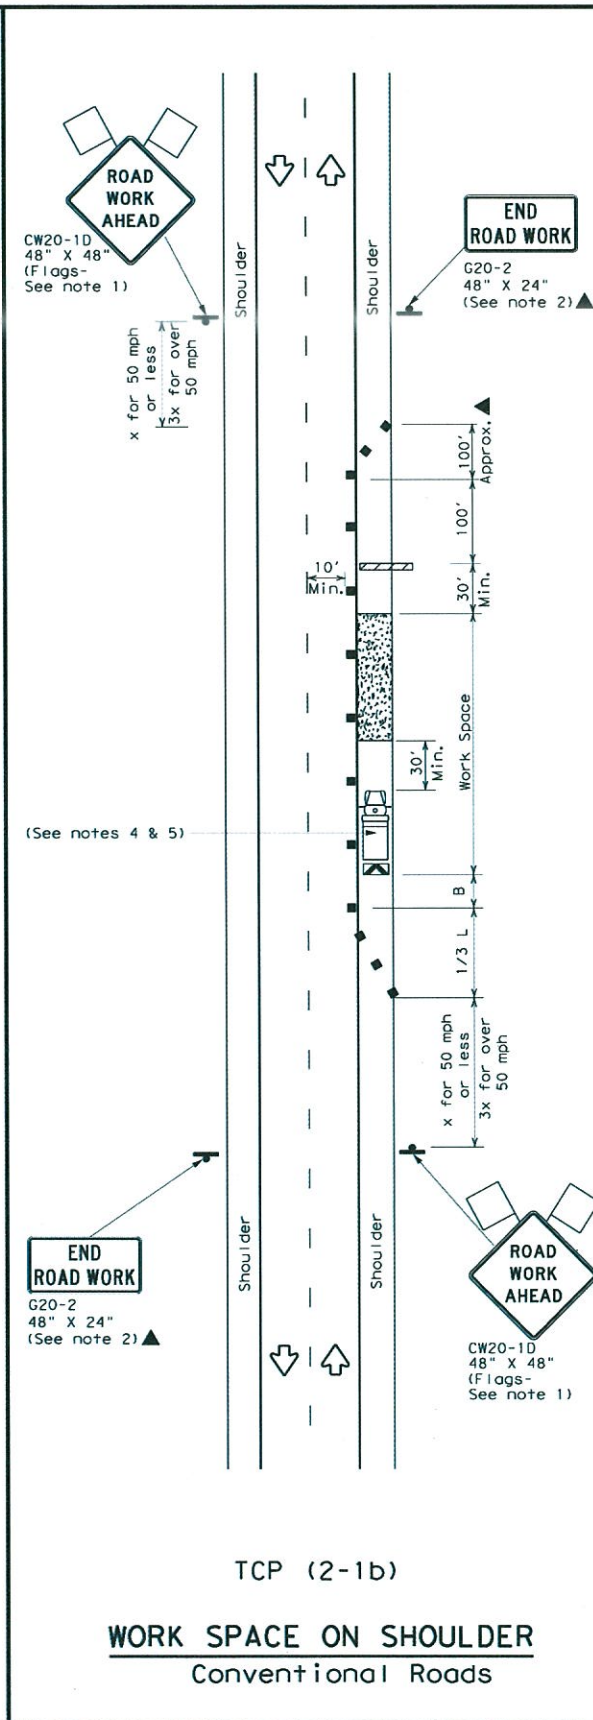 ROAD
WORK
AHEAD
CW20-1D
48" X 48"
(Flags-
See note 1)
END
ROAD WORK
G20-2
48" X 24"
(See note 2)
Shoulder
Shoulder
x for 50 mph
or less
3x for over
50 mph
100'
Approx.
100'
10'
Min.
30'
Min.
Work Space
30'
Min.
(See notes 4 & 5)
B
1/3 L
x for 50 mph
or less
3x for over
50 mph
END
ROAD WORK
G20-2
48" X 24"
(See note 2)
Shoulder
Shoulder
ROAD
WORK
AHEAD
CW20-1D
48" X 48"
(Flags-
See note 1)
TCP (2-1b)
WORK SPACE ON SHOULDER
Conventional Roads